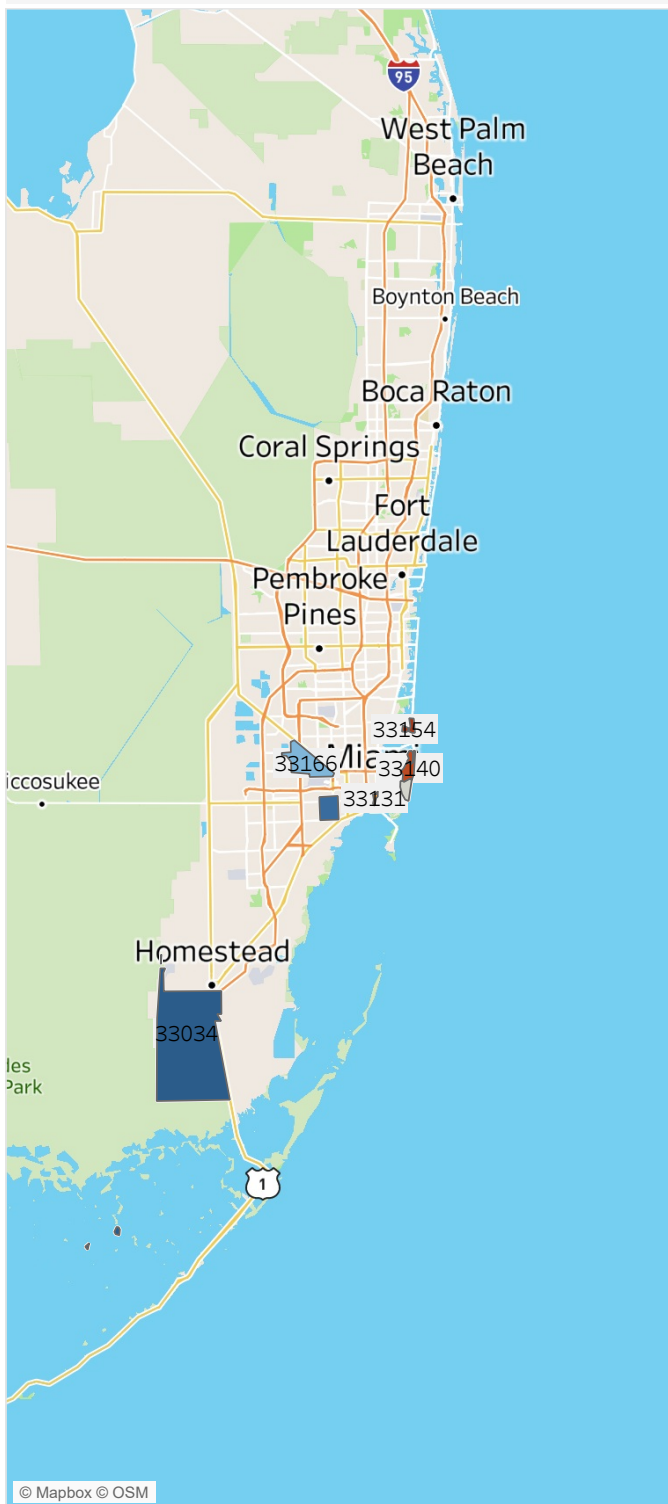 95
West Palm
Beach
Boynton Beach
Boca Raton
Coral Springs
Fort
Lauderdale
Pembroke
Pines
33154
Miami
33166
33140
iccosukee
33131
Homestead
33034
des
Park
1
© Mapbox © OSM